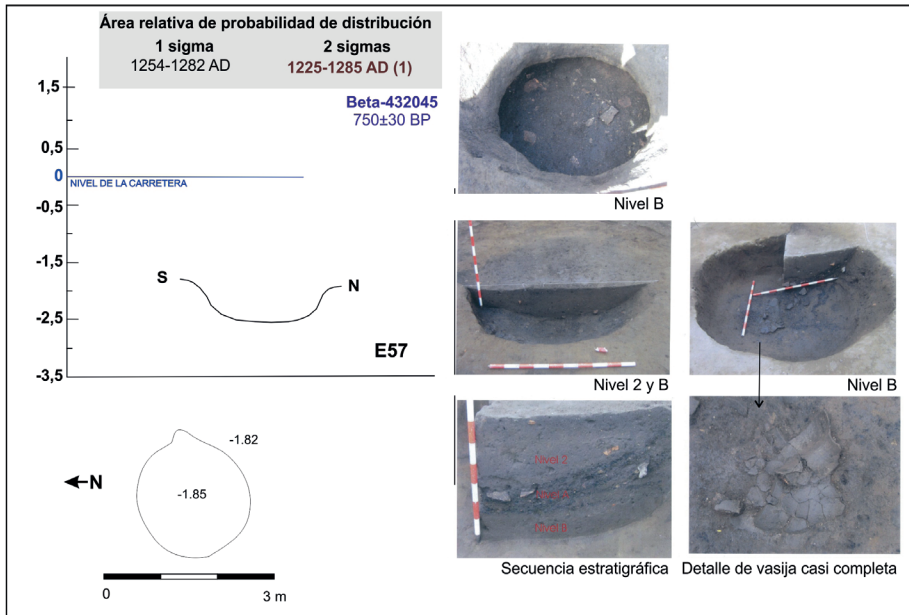 Área relativa de probabilidad de distribución
1 sigma
2 sigmas
1254-1282 AD
1225-1285 AD (1)
Beta-432045
750±30 BP
1,5
0,5
0
NIVEL DE LA CARRETERA
-0,5
-1,5
-2,5
-3,5
S
N
E57
-1.82
-1.85
N
0
3 m
Nivel B
Nivel 2 y B
Nivel B
Nivel 2
Secuencia estratigráfica
Detalle de vasija casi completa